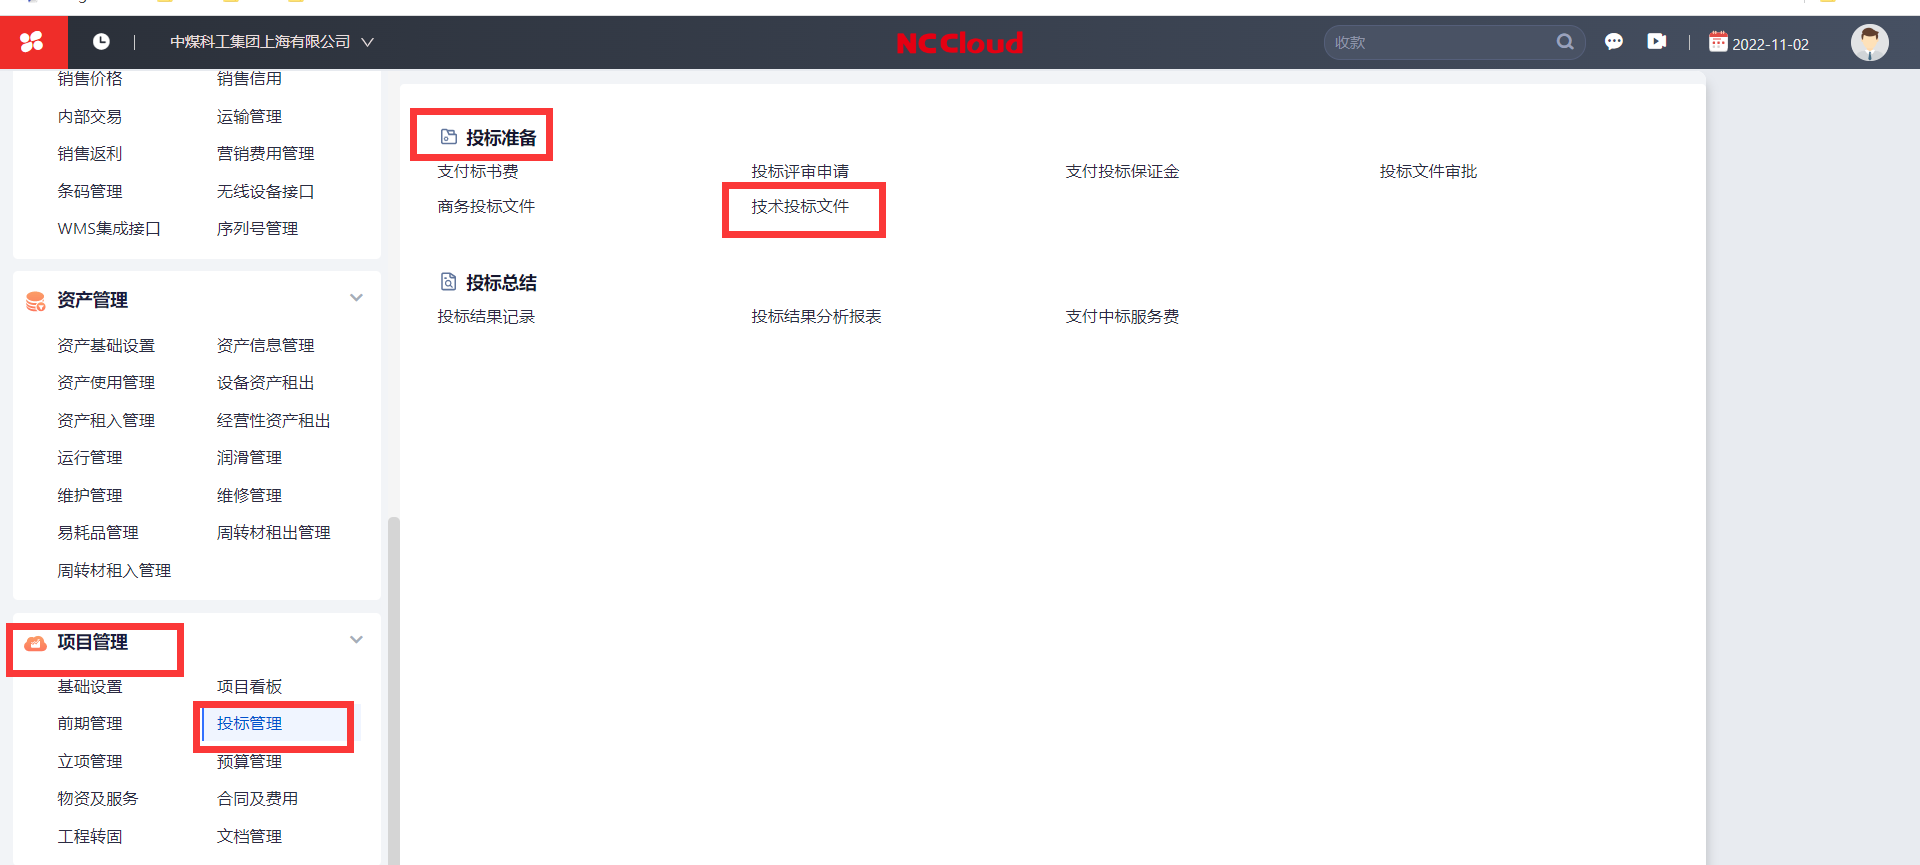 中煤科工集团上海有限公司
NCCloud
收款
2022-11-02
销售价格 销售信用
内部交易 运输管理
销售返利 营销费用管理
条码管理 无线设备接口
WMS集成接口 序列号管理
资产管理
资产基础设置 资产信息管理
资产使用管理 设备资产租出
资产租入管理 经营性资产租出
运行管理 润滑管理
维护管理 维修管理
易耗品管理 周转材租出管理
周转材租入管理
项目管理
基础设置 项目看板
前期管理 投标管理
立项管理 预算管理
物资及服务 合同及费用
工程转固 文档管理
投标准备
支付标书费 投标评审申请 支付投标保证金 投标文件审批
商务投标文件 技术投标文件
投标总结
投标结果记录 投标结果分析报表 支付中标服务费